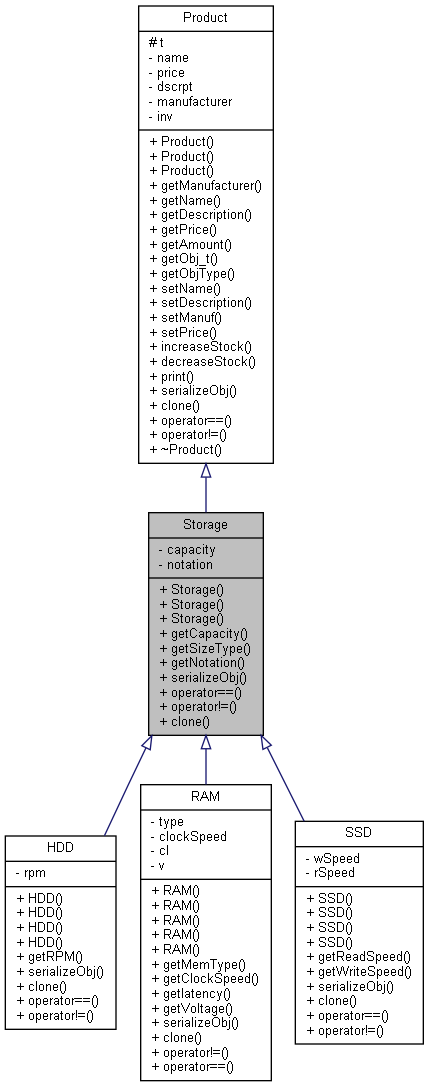 Product
# t
- name
- price
- dscrpt
- manufacturer
- inv
+ Product()
+ Product()
+ Product()
+ getManufacturer()
+ getName()
+ getDescription()
+ getPrice()
+ getAmount()
+ getObj_t()
+ getObjType()
+ setName()
+ setDescription()
+ setManuf()
+ setPrice()
+ increaseStock()
+ decreaseStock()
+ print()
+ serializeObj()
+ clone()
+ operator==()
+ operator!=()
+ ~Product()
Storage
- capacity
- notation
+ Storage()
+ Storage()
+ Storage()
+ getCapacity()
+ getSizeType()
+ getNotation()
+ serializeObj()
+ operator==()
+ operator!=()
+ clone()
HDD
- rpm
+ HDD()
+ HDD()
+ HDD()
+ HDD()
+ getRPM()
+ serializeObj()
+ clone()
+ operator==()
+ operator!=()
RAM
- type
- clockSpeed
- cl
- v
+ RAM()
+ RAM()
+ RAM()
+ RAM()
+ RAM()
+ getMemType()
+ getClockSpeed()
+ getlatency()
+ getVoltage()
+ serializeObj()
+ clone()
+ operator!=()
+ operator==()
SSD
- wSpeed
- rSpeed
+ SSD()
+ SSD()
+ SSD()
+ SSD()
+ getReadSpeed()
+ getWriteSpeed()
+ serializeObj()
+ clone()
+ operator==()
+ operator!=()